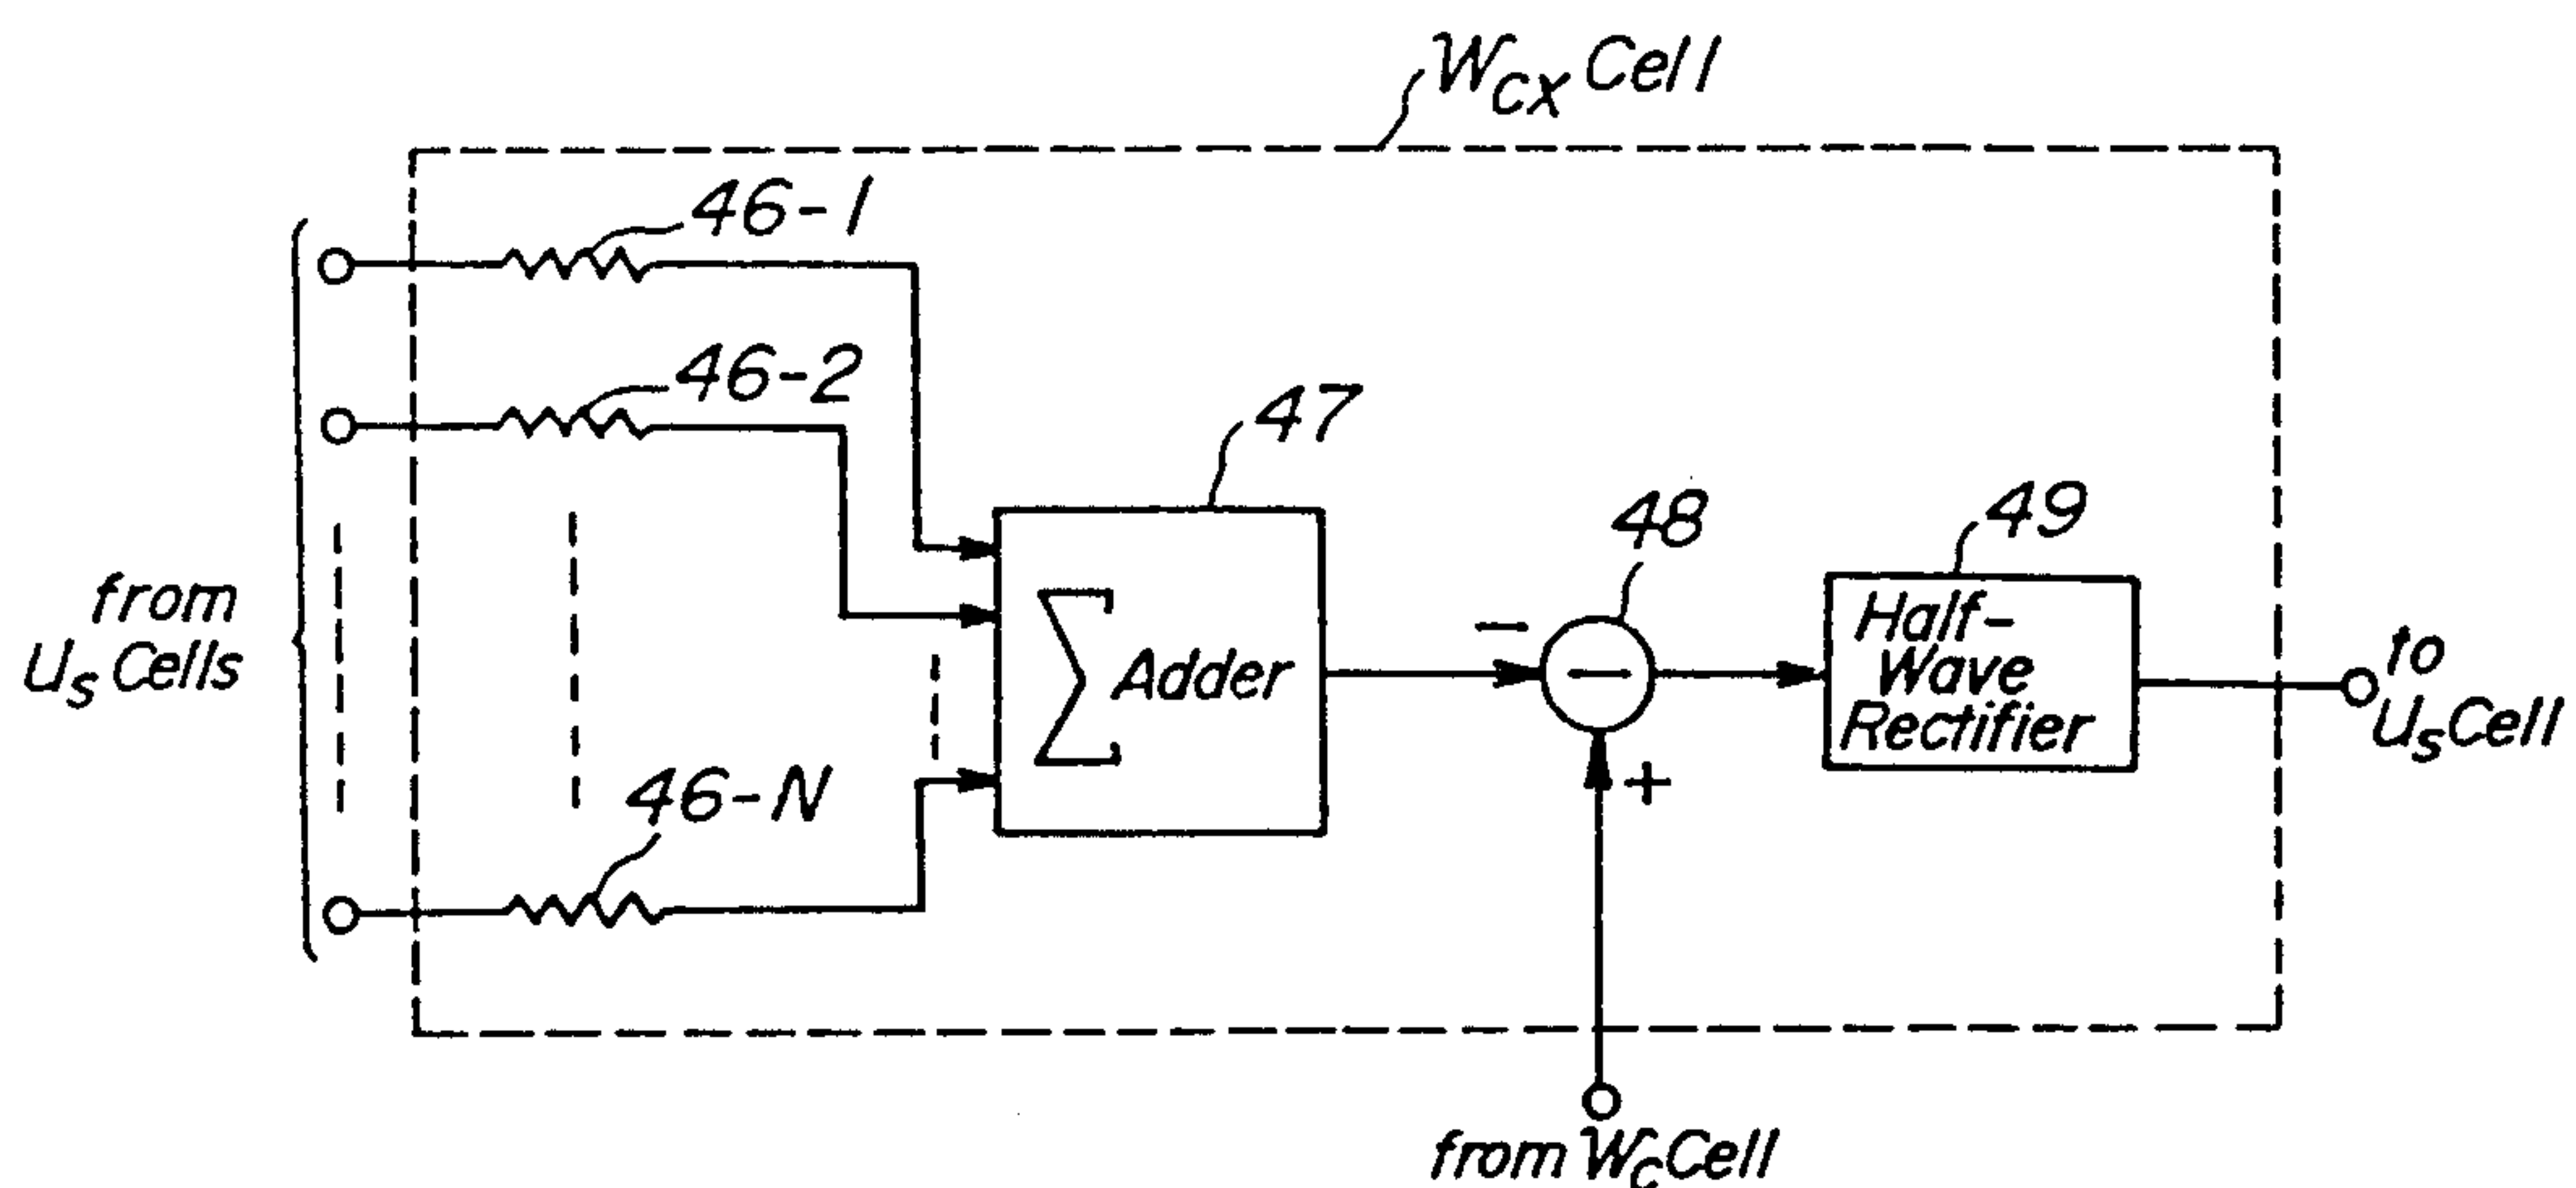 W_CX Cell
46-1
46-2
47
48
49
from
U_S Cells
−
Σ Adder
Half-
Wave
Rectifier
to
U_S Cell
46-N
+
from W_C Cell